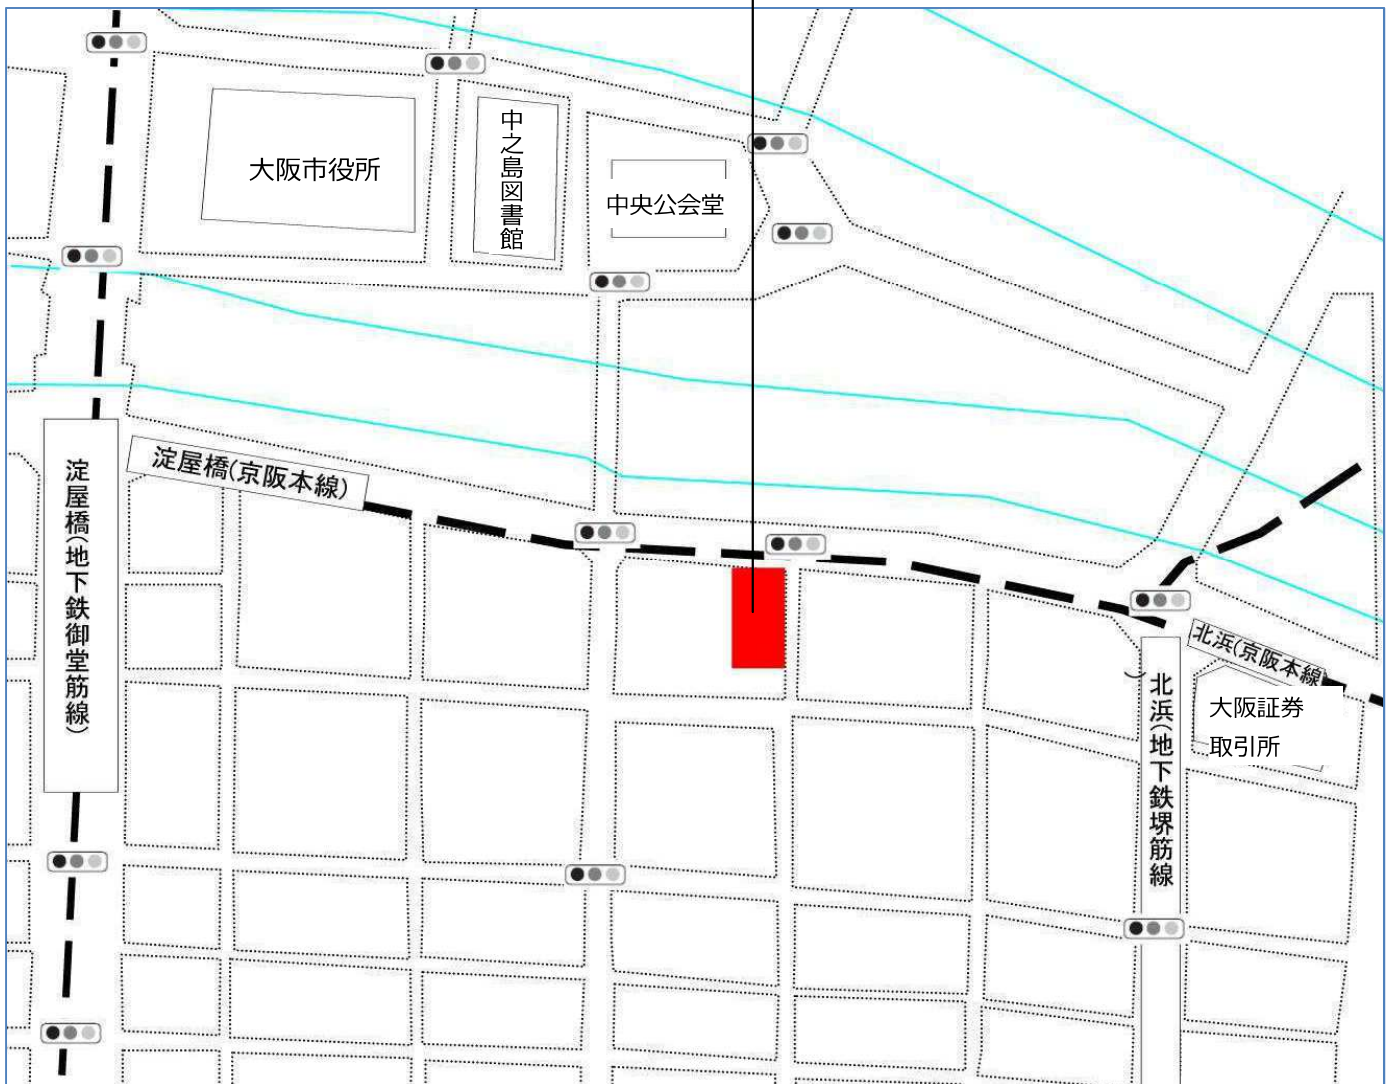 大阪市役所
中之島図書館
中央公会堂
淀屋橋(京阪本線)
淀屋橋(地下鉄御堂筋線)
北浜(京阪本線)
北浜(地下鉄堺筋線)
大阪証券
取引所